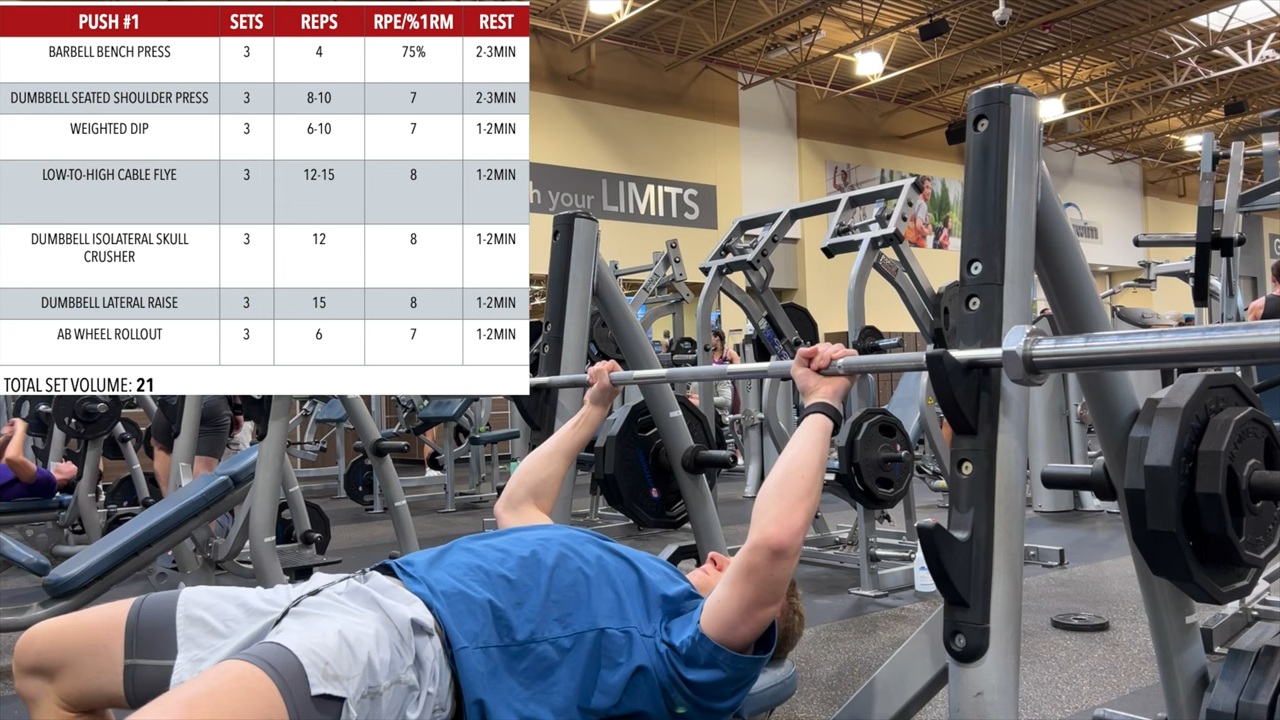 PUSH #1 SETS REPS RPE/%1RM REST
BARBELL BENCH PRESS 3 4 75% 2-3MIN
DUMBBELL SEATED SHOULDER PRESS 3 8-10 7 2-3MIN
WEIGHTED DIP 3 6-10 7 1-2MIN
LOW-TO-HIGH CABLE FLYE 3 12-15 8 1-2MIN
DUMBBELL ISOLATERAL SKULL
CRUSHER 3 12 8 1-2MIN
DUMBBELL LATERAL RAISE 3 15 8 1-2MIN
AB WHEEL ROLLOUT 3 6 7 1-2MIN
TOTAL SET VOLUME: 21
your LIMITS